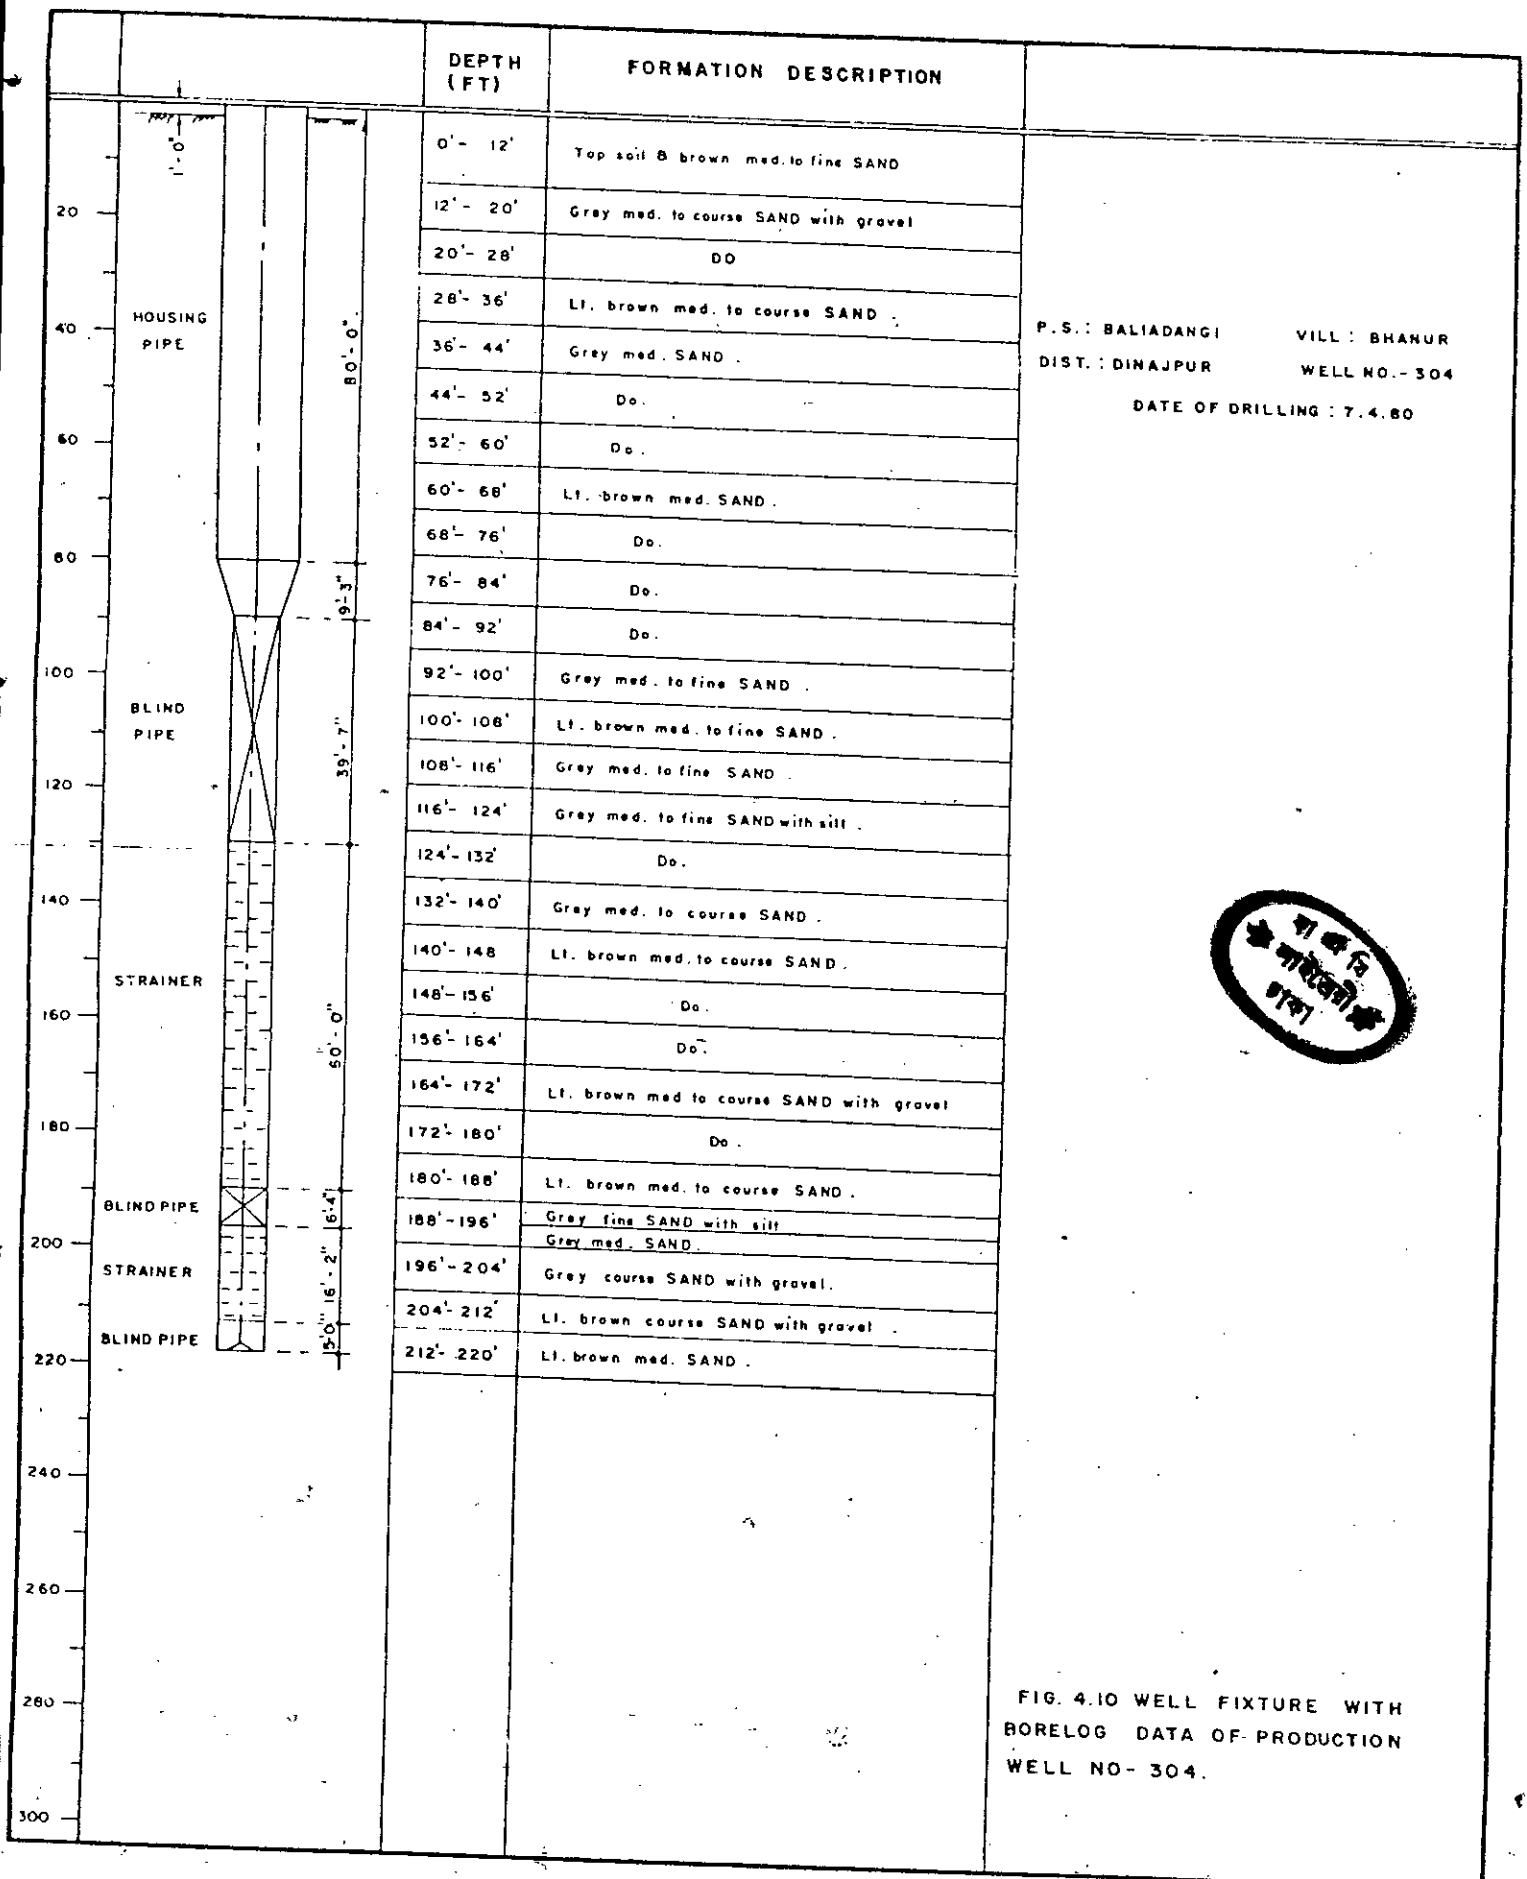 DEPTH (FT)
FORMATION DESCRIPTION
1'-0"
0'- 12' Top soil & brown med. to fine SAND
12'- 20' Grey med. to course SAND with gravel
20'- 28' DO
28'- 36' Lt. brown med. to course SAND .
36'- 44' Grey med. SAND .
44'- 52' Do.
52'- 60' Do.
60'- 68' Lt. brown med. SAND .
68'- 76' Do.
76'- 84' Do.
84'- 92' Do.
92'- 100' Grey med. to fine SAND .
100'- 108' Lt. brown med. to fine SAND .
108'- 116' Grey med. to fine SAND .
116'- 124' Grey med. to fine SAND with silt .
124'- 132' Do.
132'- 140' Grey med. to course SAND .
140'- 148 Lt. brown med. to course SAND .
148'- 156' Do.
156'- 164' Do.
164'- 172' Lt. brown med to course SAND with gravel
172'- 180' Do .
180'- 188' Lt. brown med. to course SAND .
188'- 196' Grey fine SAND with silt
Grey med. SAND.
196'- 204' Grey course SAND with gravel.
204'- 212' Lt. brown course SAND with gravel .
212'- 220' Lt. brown med. SAND .
20
40
60
80
100
120
140
160
180
200
220
240
260
280
300
HOUSING
PIPE
BLIND
PIPE
STRAINER
BLIND PIPE
STRAINER
BLIND PIPE
80'-0".
9'-3"
39'-7"
60'-0"
6'4"
16'-2"
5'0"
P.S.: BALIADANGI VILL : BHANUR
DIST. : DINAJPUR WELL NO.- 304
DATE OF DRILLING : 7.4.80
FIG. 4.10 WELL FIXTURE WITH
BORELOG DATA OF PRODUCTION
WELL NO- 304.